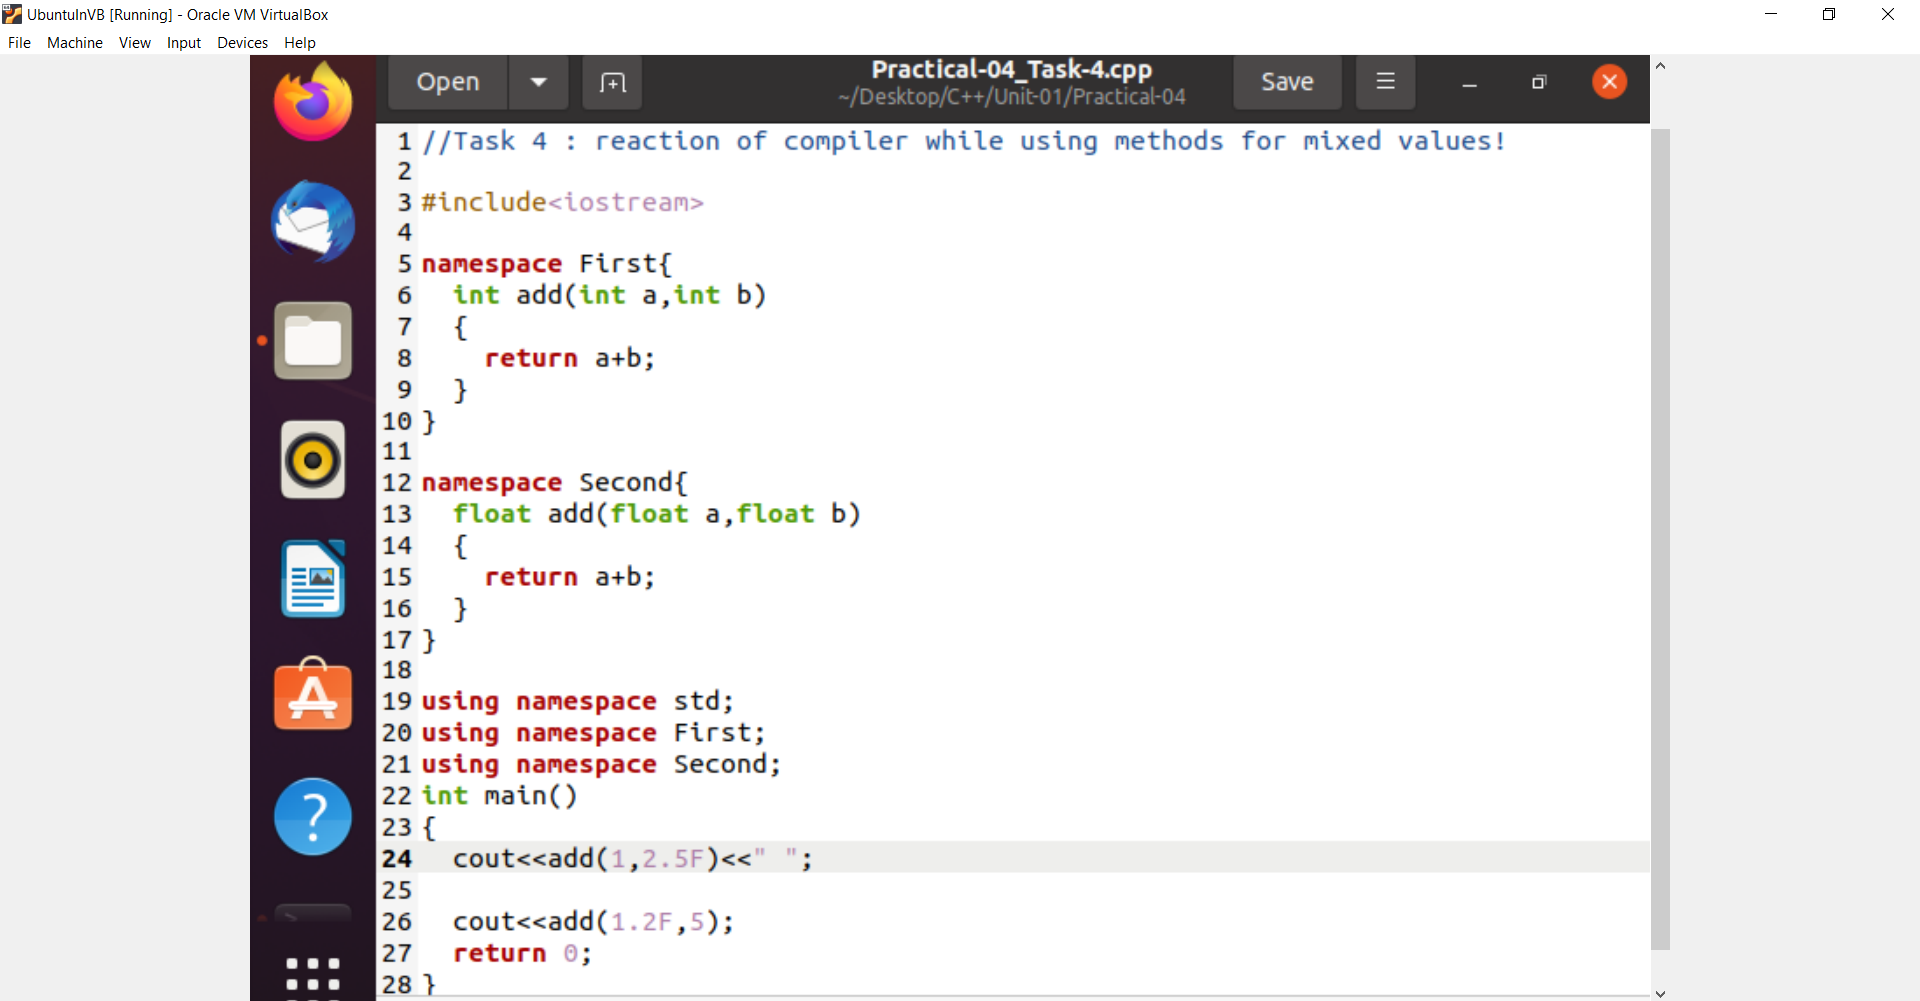 UbuntuInVB [Running] - Oracle VM VirtualBox
File Machine View Input Devices Help
Open
Practical-04_Task-4.cpp
~/Desktop/C++/Unit-01/Practical-04
Save
1 //Task 4 : reaction of compiler while using methods for mixed values!
2
3 #include<iostream>
4
5 namespace First{
6   int add(int a,int b)
7   {
8     return a+b;
9   }
10 }
11
12 namespace Second{
13   float add(float a,float b)
14   {
15     return a+b;
16   }
17 }
18
19 using namespace std;
20 using namespace First;
21 using namespace Second;
22 int main()
23 {
24   cout<<add(1,2.5F)<<" ";
25
26   cout<<add(1.2F,5);
27   return 0;
28 }